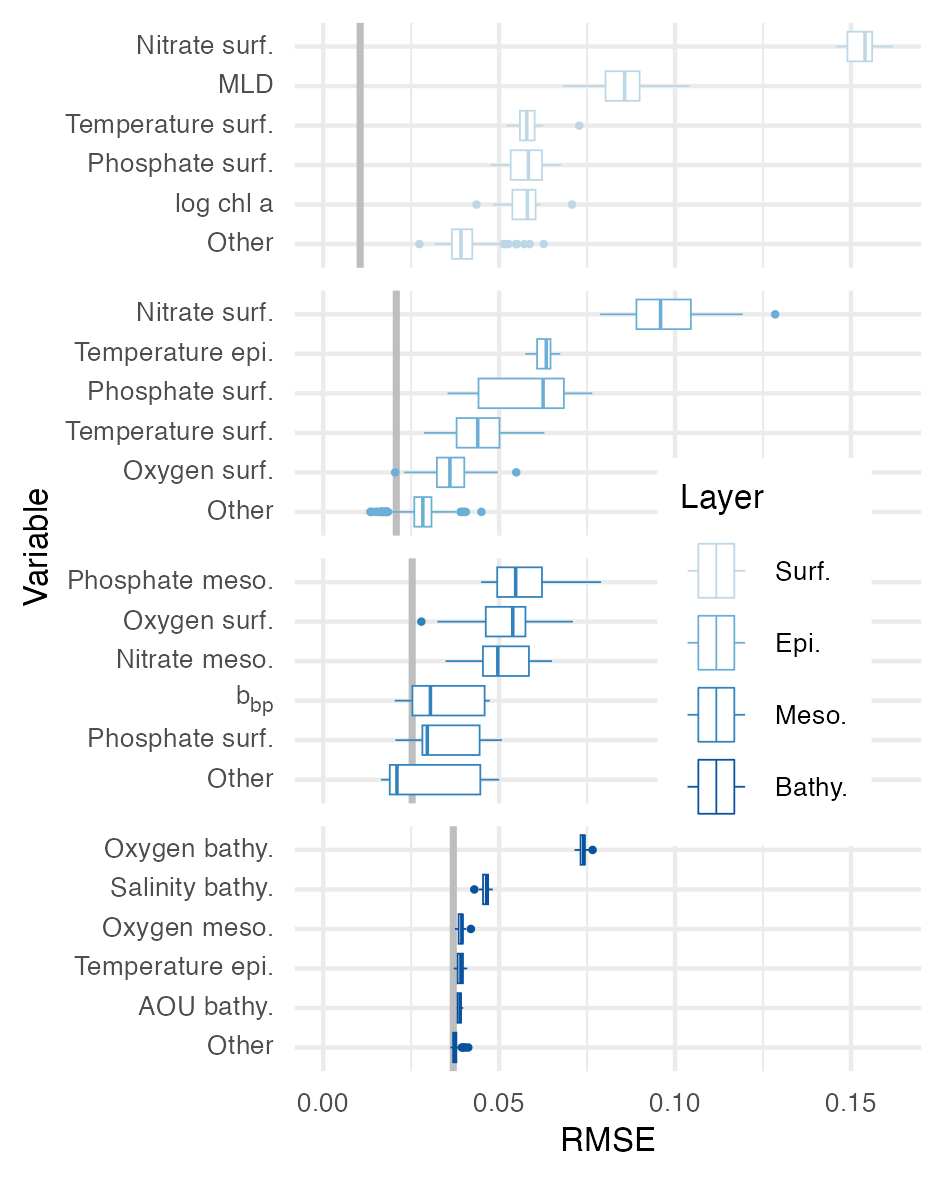 Nitrate surf.
MLD
Temperature surf.
Phosphate surf.
log chl a
Other
Nitrate surf.
Temperature epi.
Phosphate surf.
Temperature surf.
Oxygen surf.
Other
Phosphate meso.
Oxygen surf.
Nitrate meso.
bbp
Phosphate surf.
Other
Oxygen bathy.
Salinity bathy.
Oxygen meso.
Temperature epi.
AOU bathy.
Other
Variable
Layer
Surf.
Epi.
Meso.
Bathy.
0.00 0.05 0.10 0.15
RMSE